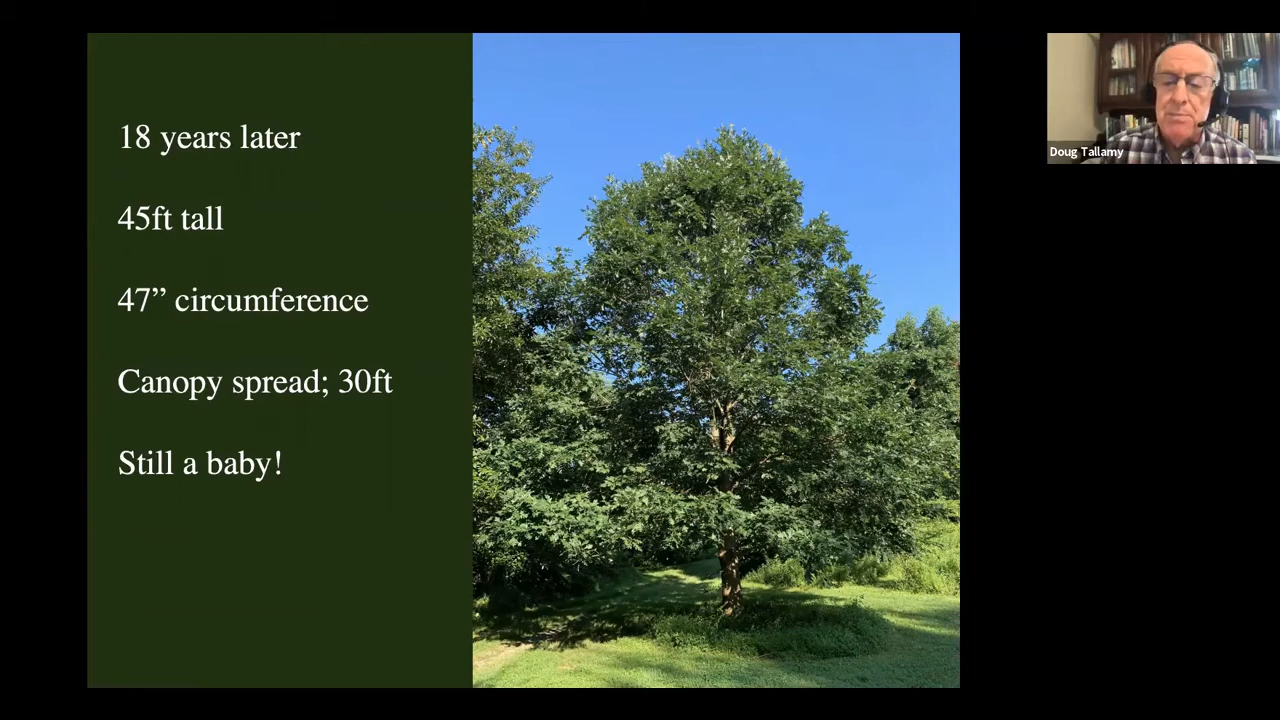 18 years later
45ft tall
47” circumference
Canopy spread; 30ft
Still a baby!
Doug Tallamy